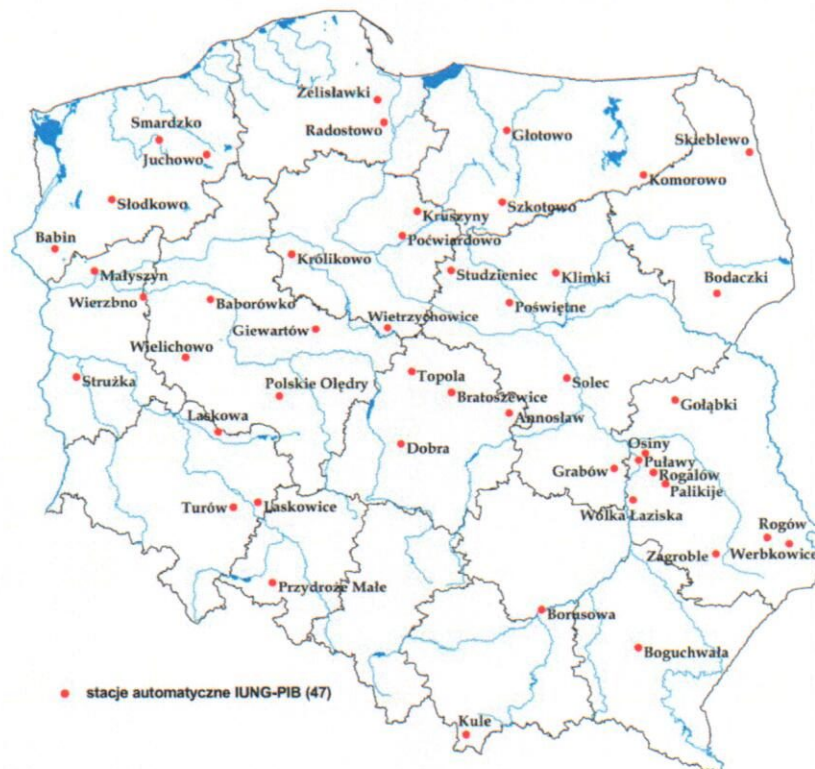 Żelisławki
Radostowo
Smardzko
Juchowo
Głotowo
Skieblewo
Komorowo
Słodkowo
Szkotowo
Kruszyny
Poćwiardowo
Babin
Królikowo
Małyszyn
Studzieniec
Klimki
Bodaczki
Wierzbno
Baborówko
Poświętne
Giewartów
Wietrzychowice
Wielichowo
Strużka
Topola
Solec
Polskie Olędry
Bratoszewice
Gołąbki
Annosław
Laskowa
Dobra
Osiny
Puławy
Grabów
Rogalów
Palikije
Turów
Laskowice
Wólka Łaziska
Rogów
Werbkowice
Zagroble
Przydroże Małe
Borusowa
Boguchwała
stacje automatyczne IUNG-PIB (47)
Kule